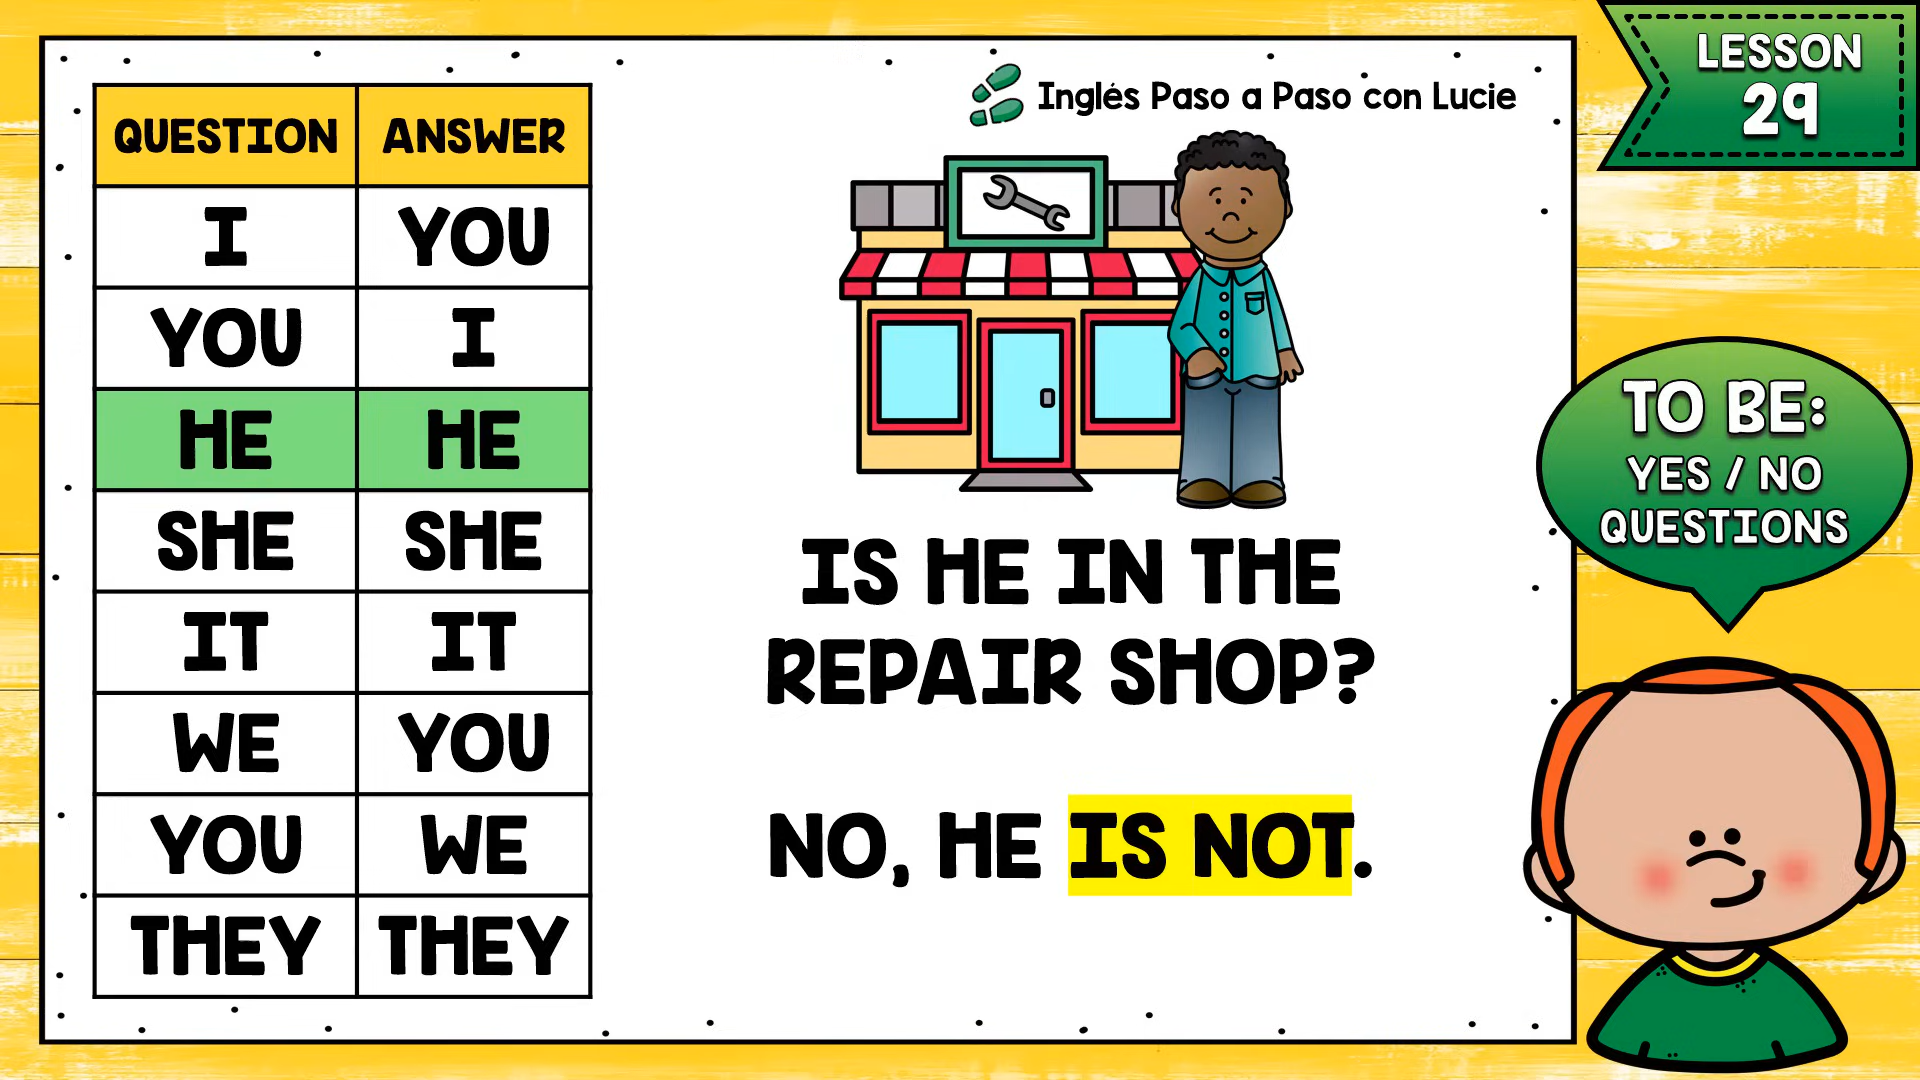 QUESTION ANSWER
I YOU
YOU I
HE HE
SHE SHE
IT IT
WE YOU
YOU WE
THEY THEY
Inglés Paso a Paso con Lucie
IS HE IN THE
REPAIR SHOP?
NO, HE IS NOT.
LESSON
29
TO BE:
YES / NO
QUESTIONS